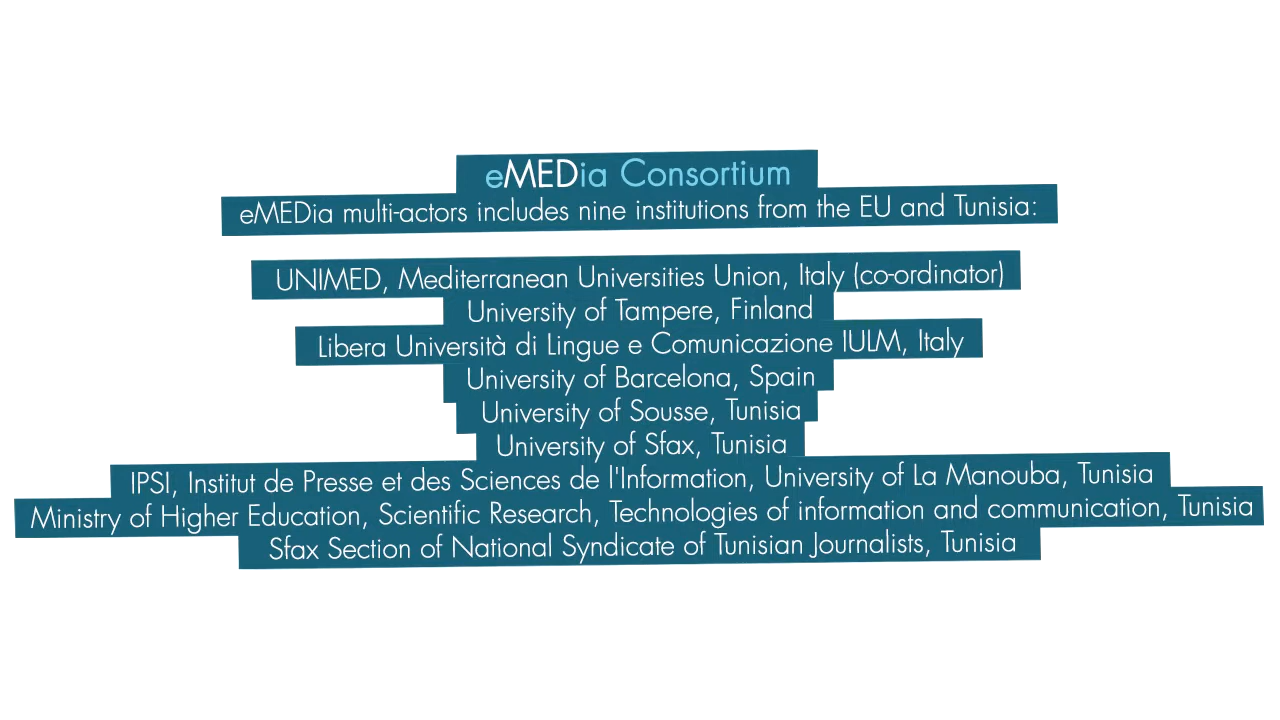 eMEDia Consortium
eMEDia multi-actors includes nine institutions from the EU and Tunisia:
UNIMED, Mediterranean Universities Union, Italy (co-ordinator)
University of Tampere, Finland
Libera Università di Lingue e Comunicazione IULM, Italy
University of Barcelona, Spain
University of Sousse, Tunisia
University of Sfax, Tunisia
IPSI, Institut de Presse et des Sciences de l'Information, University of La Manouba, Tunisia
Ministry of Higher Education, Scientific Research, Technologies of information and communication, Tunisia
Sfax Section of National Syndicate of Tunisian Journalists, Tunisia